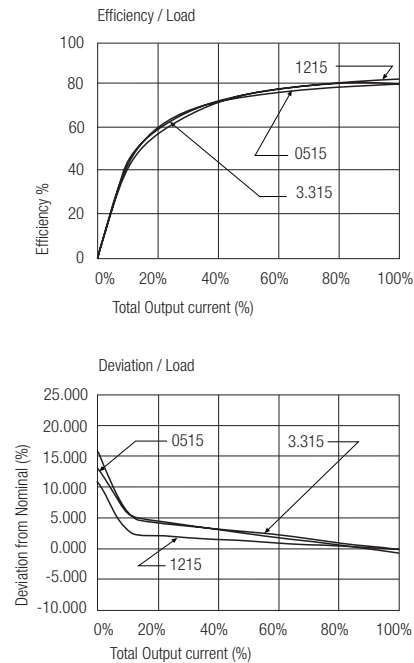 Efficiency / Load
100
80
60
40
20
0
Efficiency %
1215
0515
3.315
0% 20% 40% 60% 80% 100%
Total Output current (%)
Deviation / Load
25.000
20.000
15.000
10.000
5.000
0.000
-5.000
-10.000
Deviation from Nominal (%)
0515
3.315
1215
0% 20% 40% 60% 80% 100%
Total Output current (%)